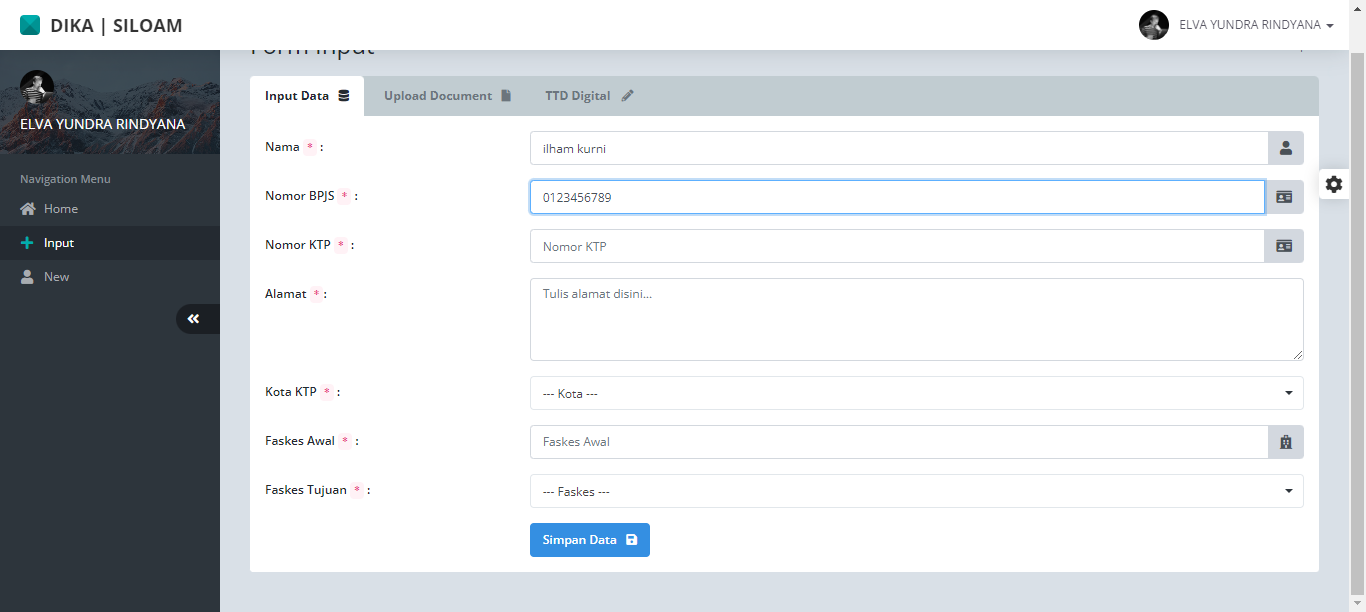 DIKA | SILOAM
ELVA YUNDRA RINDYANA
Form Input
ELVA YUNDRA RINDYANA
Navigation Menu
Home
Input
New
Input Data
Upload Document
TTD Digital
Nama * :
ilham kurni
Nomor BPJS * :
0123456789
Nomor KTP * :
Nomor KTP
Alamat * :
Tulis alamat disini...
Kota KTP * :
--- Kota ---
Faskes Awal * :
Faskes Awal
Faskes Tujuan * :
--- Faskes ---
Simpan Data